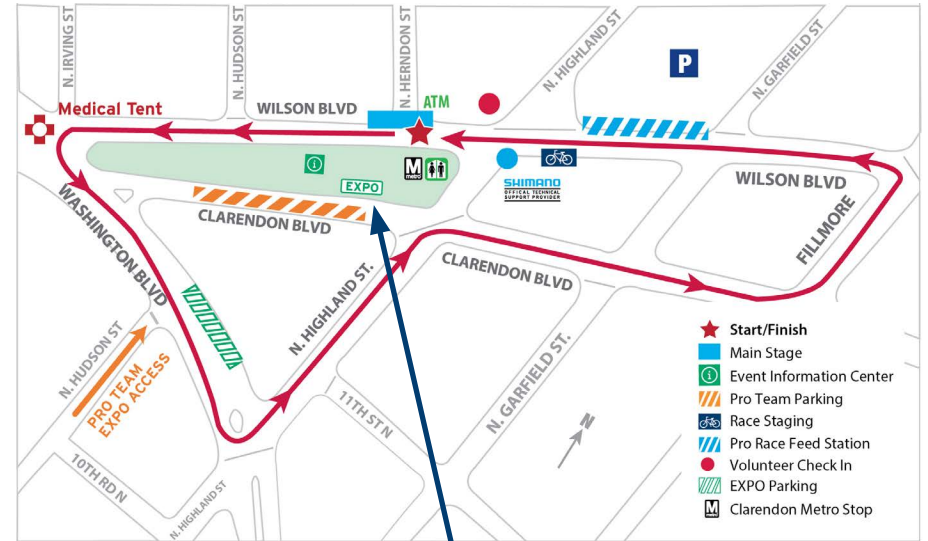 N. IRVING ST
N. HUDSON ST
N. HERNDON ST
N. HIGHLAND ST
N. GARFIELD ST
P
Medical Tent
WILSON BLVD
ATM
i
M
metro
EXPO
SHIMANO
OFFICAL TECHNICAL
SUPPORT PROVIDER
WILSON BLVD
FILLMORE
CLARENDON BLVD
WASHINGTON BLVD
CLARENDON BLVD
N. HIGHLAND ST.
N. HUDSON ST
PRO TEAM
EXPO ACCESS
10TH RD N
N. HIGHLAND ST
11TH ST N
N. GARFIELD ST.
N
Start/Finish
Main Stage
i
Event Information Center
Pro Team Parking
Race Staging
Pro Race Feed Station
Volunteer Check In
EXPO Parking
M
Clarendon Metro Stop